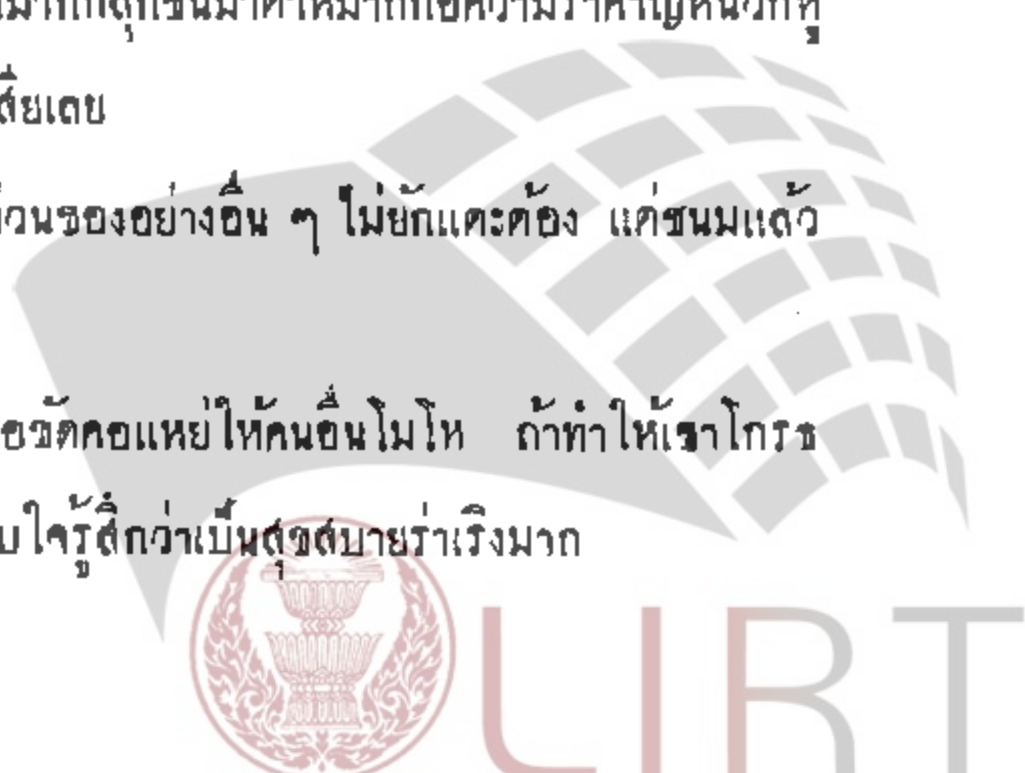 สียเลย
่วนของอย่างอื่น ๆ ไม่ยักแตะต้อง แต่ขนมแล้ว
อขัดคอแหย่ให้คนอื่นโมโห ถ้าทำให้เขาโกรธ
บใจรู้สึกว่าเป็นสุขสบายร่าเริงมาก
LIRT